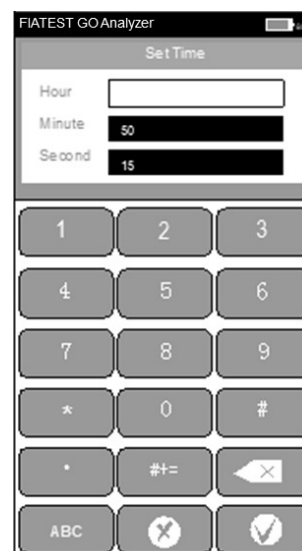 FIATEST GO Analyzer
Set Time
Hour
Minute 50
Second 15
1 2 3
4 5 6
7 8 9
* 0 #
. #+=
ABC